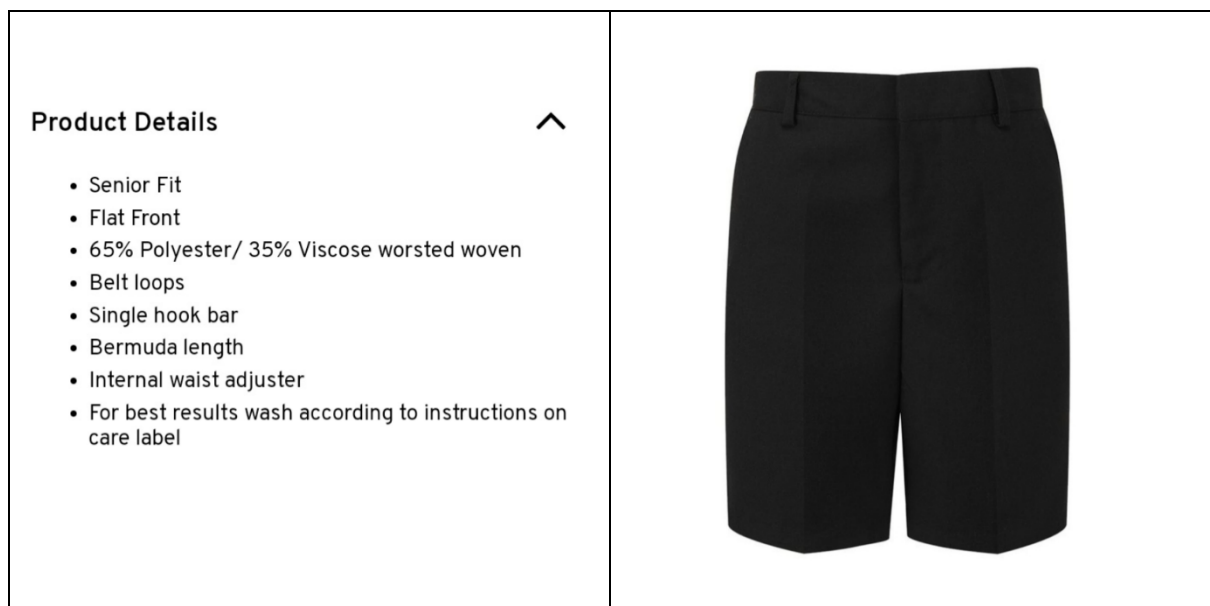 Product Details
• Senior Fit
• Flat Front
• 65% Polyester/ 35% Viscose worsted woven
• Belt loops
• Single hook bar
• Bermuda length
• Internal waist adjuster
• For best results wash according to instructions on
care label